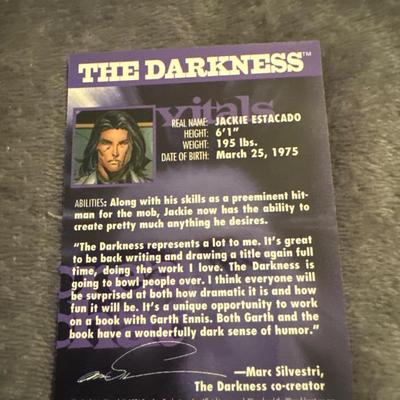 THE DARKNESS™
vitals
REAL NAME: JACKIE ESTACADO
HEIGHT: 6'1"
WEIGHT: 195 lbs.
DATE OF BIRTH: March 25, 1975
ABILITIES: Along with his skills as a preeminent hit-
man for the mob, Jackie now has the ability to
create pretty much anything he desires.
"The Darkness represents a lot to me. It's great
to be back writing and drawing a title again full
time, doing the work I love. The Darkness is
going to bowl people over. I think everyone will
be surprised at both how dramatic it is and how
fun it will be. It's a unique opportunity to work
on a book with Garth Ennis. Both Garth and the
book have a wonderfully dark sense of humor."
—Marc Silvestri,
The Darkness co-creator